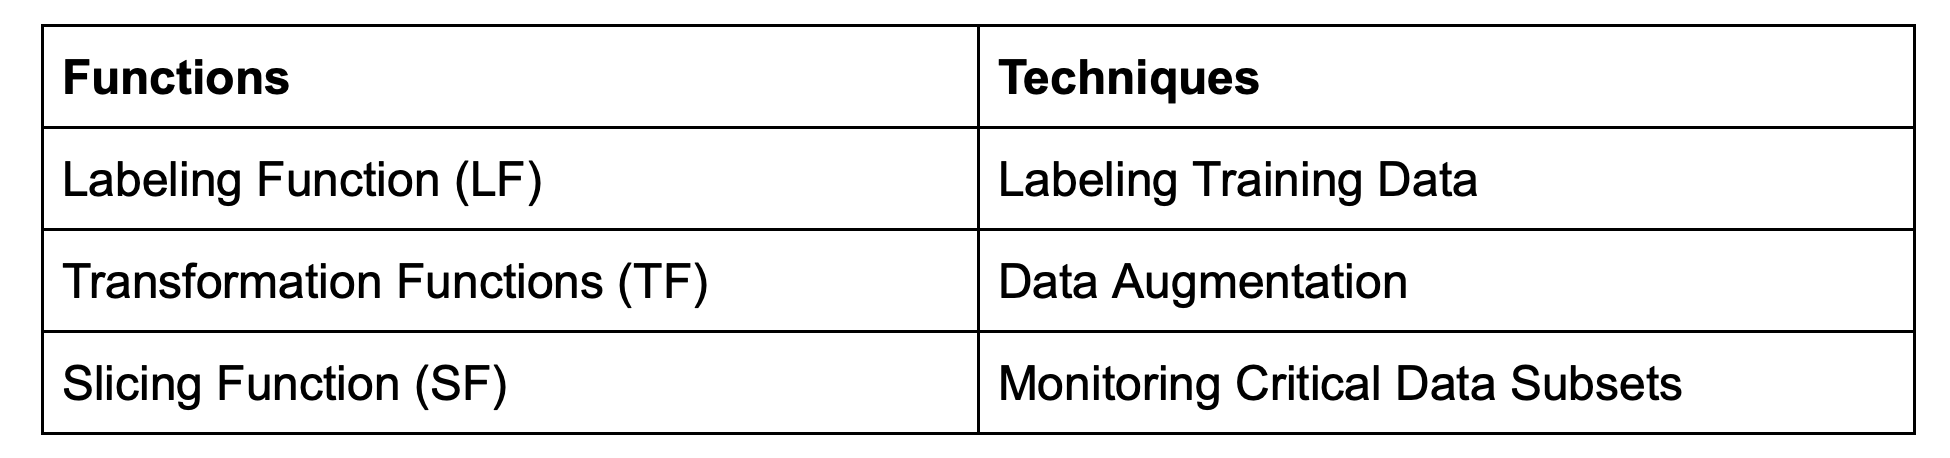 Functions
Techniques
Labeling Function (LF)
Labeling Training Data
Transformation Functions (TF)
Data Augmentation
Slicing Function (SF)
Monitoring Critical Data Subsets